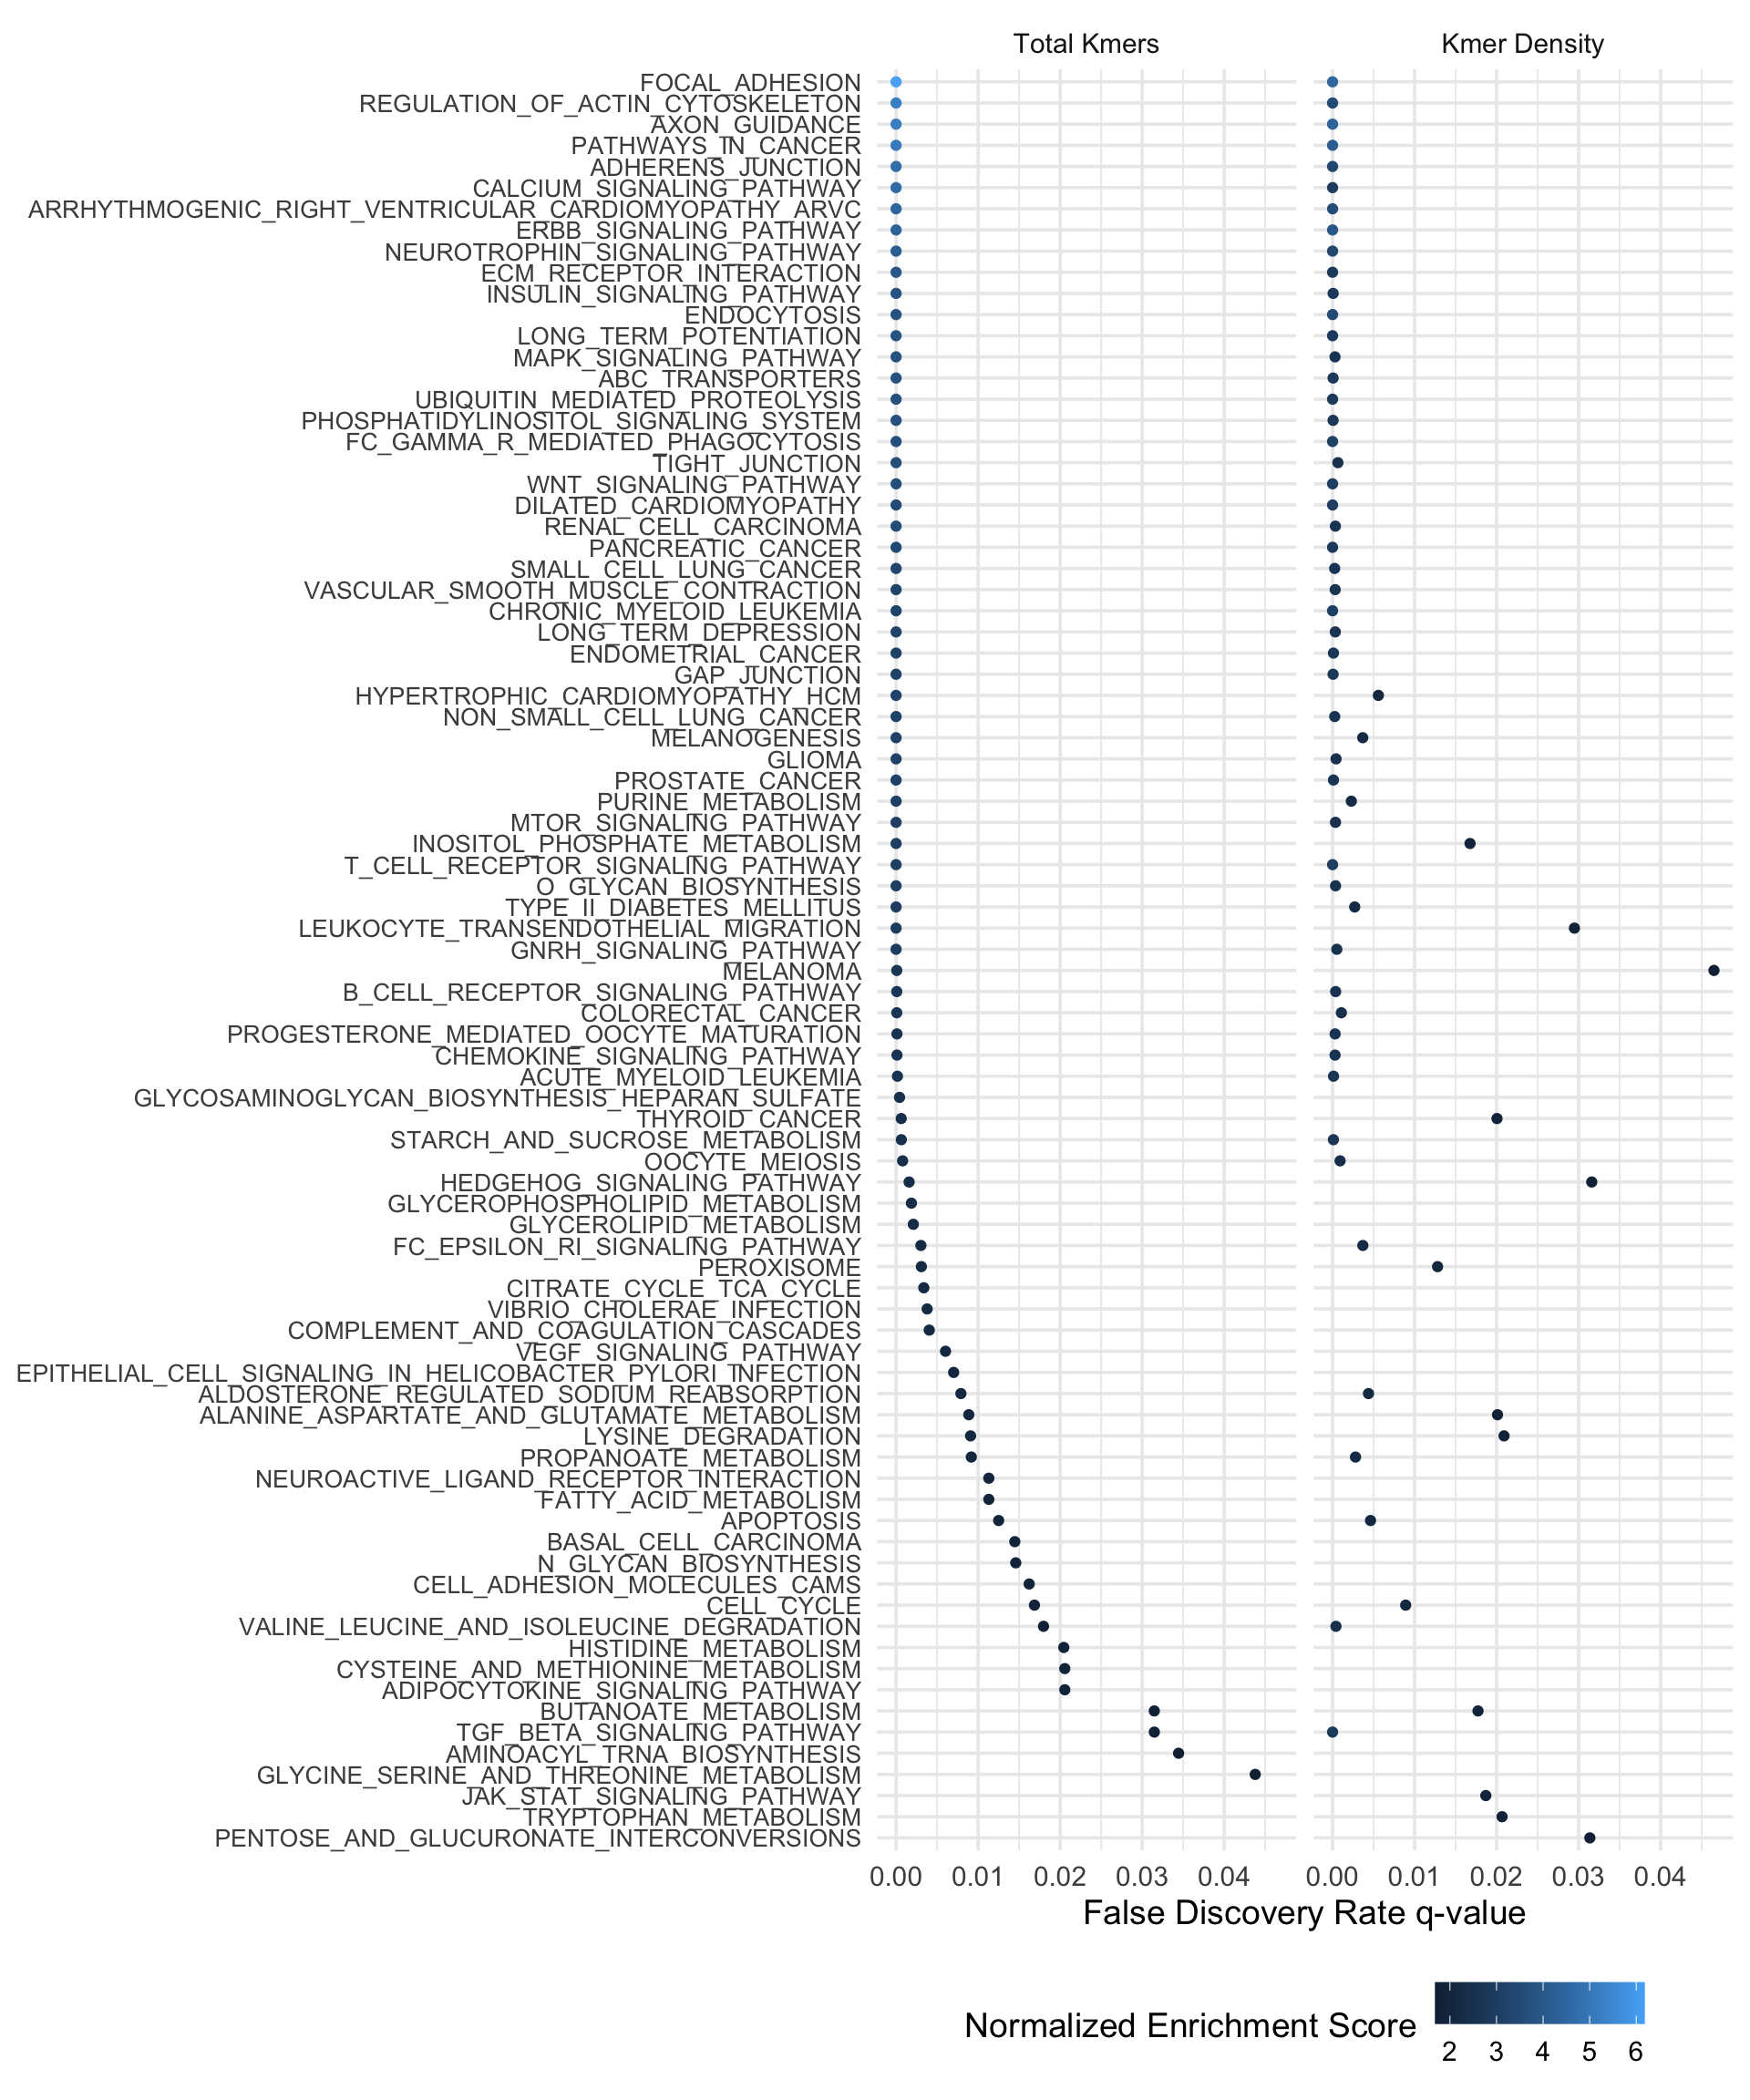 Total Kmers
Kmer Density
FOCAL_ADHESION
REGULATION_OF_ACTIN_CYTOSKELETON
AXON_GUIDANCE
PATHWAYS_IN_CANCER
ADHERENS_JUNCTION
CALCIUM_SIGNALING_PATHWAY
ARRHYTHMOGENIC_RIGHT_VENTRICULAR_CARDIOMYOPATHY_ARVC
ERBB_SIGNALING_PATHWAY
NEUROTROPHIN_SIGNALING_PATHWAY
ECM_RECEPTOR_INTERACTION
INSULIN_SIGNALING_PATHWAY
ENDOCYTOSIS
LONG_TERM_POTENTIATION
MAPK_SIGNALING_PATHWAY
ABC_TRANSPORTERS
UBIQUITIN_MEDIATED_PROTEOLYSIS
PHOSPHATIDYLINOSITOL_SIGNALING_SYSTEM
FC_GAMMA_R_MEDIATED_PHAGOCYTOSIS
TIGHT_JUNCTION
WNT_SIGNALING_PATHWAY
DILATED_CARDIOMYOPATHY
RENAL_CELL_CARCINOMA
PANCREATIC_CANCER
SMALL_CELL_LUNG_CANCER
VASCULAR_SMOOTH_MUSCLE_CONTRACTION
CHRONIC_MYELOID_LEUKEMIA
LONG_TERM_DEPRESSION
ENDOMETRIAL_CANCER
GAP_JUNCTION
HYPERTROPHIC_CARDIOMYOPATHY_HCM
NON_SMALL_CELL_LUNG_CANCER
MELANOGENESIS
GLIOMA
PROSTATE_CANCER
PURINE_METABOLISM
MTOR_SIGNALING_PATHWAY
INOSITOL_PHOSPHATE_METABOLISM
T_CELL_RECEPTOR_SIGNALING_PATHWAY
O_GLYCAN_BIOSYNTHESIS
TYPE_II_DIABETES_MELLITUS
LEUKOCYTE_TRANSENDOTHELIAL_MIGRATION
GNRH_SIGNALING_PATHWAY
MELANOMA
B_CELL_RECEPTOR_SIGNALING_PATHWAY
COLORECTAL_CANCER
PROGESTERONE_MEDIATED_OOCYTE_MATURATION
CHEMOKINE_SIGNALING_PATHWAY
ACUTE_MYELOID_LEUKEMIA
GLYCOSAMINOGLYCAN_BIOSYNTHESIS_HEPARAN_SULFATE
THYROID_CANCER
STARCH_AND_SUCROSE_METABOLISM
OOCYTE_MEIOSIS
HEDGEHOG_SIGNALING_PATHWAY
GLYCEROPHOSPHOLIPID_METABOLISM
GLYCEROLIPID_METABOLISM
FC_EPSILON_RI_SIGNALING_PATHWAY
PEROXISOME
CITRATE_CYCLE_TCA_CYCLE
VIBRIO_CHOLERAE_INFECTION
COMPLEMENT_AND_COAGULATION_CASCADES
VEGF_SIGNALING_PATHWAY
EPITHELIAL_CELL_SIGNALING_IN_HELICOBACTER_PYLORI_INFECTION
ALDOSTERONE_REGULATED_SODIUM_REABSORPTION
ALANINE_ASPARTATE_AND_GLUTAMATE_METABOLISM
LYSINE_DEGRADATION
PROPANOATE_METABOLISM
NEUROACTIVE_LIGAND_RECEPTOR_INTERACTION
FATTY_ACID_METABOLISM
APOPTOSIS
BASAL_CELL_CARCINOMA
N_GLYCAN_BIOSYNTHESIS
CELL_ADHESION_MOLECULES_CAMS
CELL_CYCLE
VALINE_LEUCINE_AND_ISOLEUCINE_DEGRADATION
HISTIDINE_METABOLISM
CYSTEINE_AND_METHIONINE_METABOLISM
ADIPOCYTOKINE_SIGNALING_PATHWAY
BUTANOATE_METABOLISM
TGF_BETA_SIGNALING_PATHWAY
AMINOACYL_TRNA_BIOSYNTHESIS
GLYCINE_SERINE_AND_THREONINE_METABOLISM
JAK_STAT_SIGNALING_PATHWAY
TRYPTOPHAN_METABOLISM
PENTOSE_AND_GLUCURONATE_INTERCONVERSIONS
0.00 0.01 0.02 0.03 0.04 0.00 0.01 0.02 0.03 0.04
False Discovery Rate q-value
Normalized Enrichment Score
2 3 4 5 6